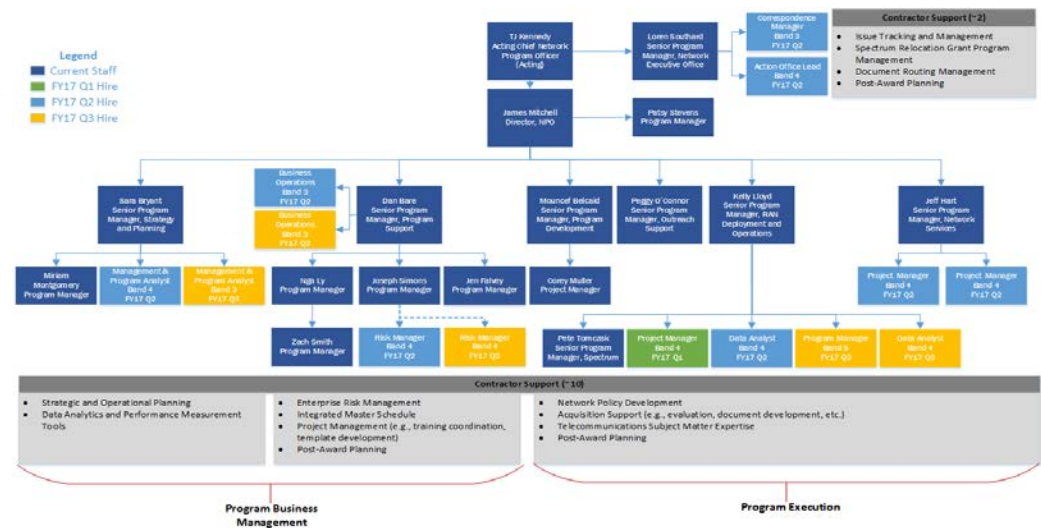 TJ Kennedy
Acting Chief Network
Program Officer
(Acting)
Loren Southard
Senior Program
Manager, Network
Executive Office
Correspondence
Manager
Band 3
FY17 Q2
Action Office Lead
Band 4
FY17 Q2
Contractor Support (~2)
• Issue Tracking and Management
• Spectrum Relocation Grant Program
Management
• Document Routing Management
• Post-Award Planning
Legend
Current Staff
FY17 Q1 Hire
FY17 Q2 Hire
FY17 Q3 Hire
James Mitchell
Director, NPO
Patsy Stevens
Program Manager
Sara Bryant
Senior Program
Manager, Strategy
and Planning
Business
Operations
Band 3
FY17 Q2
Business
Operations,
Band 3
FY17 Q3
Dan Bare
Senior Program
Manager, Program
Support
Mouncef Belcaid
Senior Program
Manager, Program
Development
Peggy O'Connor
Senior Program
Manager, Outreach
Support
Kelly Lloyd
Senior Program
Manager, RAN
Deployment and
Operations
Jeff Hart
Senior Program
Manager, Network
Services
Miriam
Montgomery
Program Manager
Management &
Program Analyst
Band 4
FY17 Q2
Management &
Program Analyst
Band 3
FY17 Q3
Ngh Ly
Program Manager
Joseph Simons
Program Manager
Jen Falvey
Program Manager
Corey Muller
Project Manager
Project Manager
Band 4
FY17 Q2
Project Manager
Band 4
FY17 Q2
Zach Smith
Program Manager
Risk Manager
Band 4
FY17 Q2
Risk Manager
Band 4
FY17 Q3
Pete Tomczak
Senior Program
Manager, Spectrum
Project Manager
Band 4
FY17 Q1
Data Analyst
Band 4
FY17 Q2
Program Manager
Band 5
FY17 Q3
Data Analyst
Band 4
FY17 Q3
Contractor Support (~10)
• Strategic and Operational Planning
• Data Analytics and Performance Measurement
Tools
• Enterprise Risk Management
• Integrated Master Schedule
• Project Management (e.g., training coordination,
template development)
• Post-Award Planning
• Network Policy Development
• Acquisition Support (e.g., evaluation, document development, etc.)
• Telecommunications Subject Matter Expertise
• Post-Award Planning
Program Business
Management
Program Execution